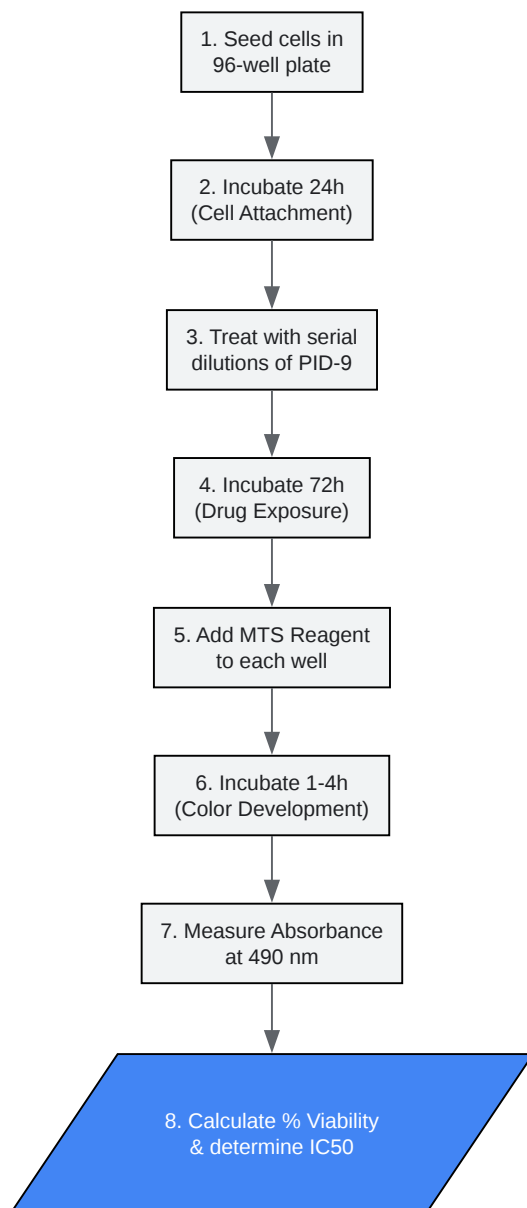 1. Seed cells in
96-well plate
2. Incubate 24h
(Cell Attachment)
3. Treat with serial
dilutions of PID-9
4. Incubate 72h
(Drug Exposure)
5. Add MTS Reagent
to each well
6. Incubate 1-4h
(Color Development)
7. Measure Absorbance
at 490 nm
8. Calculate % Viability
& determine IC50